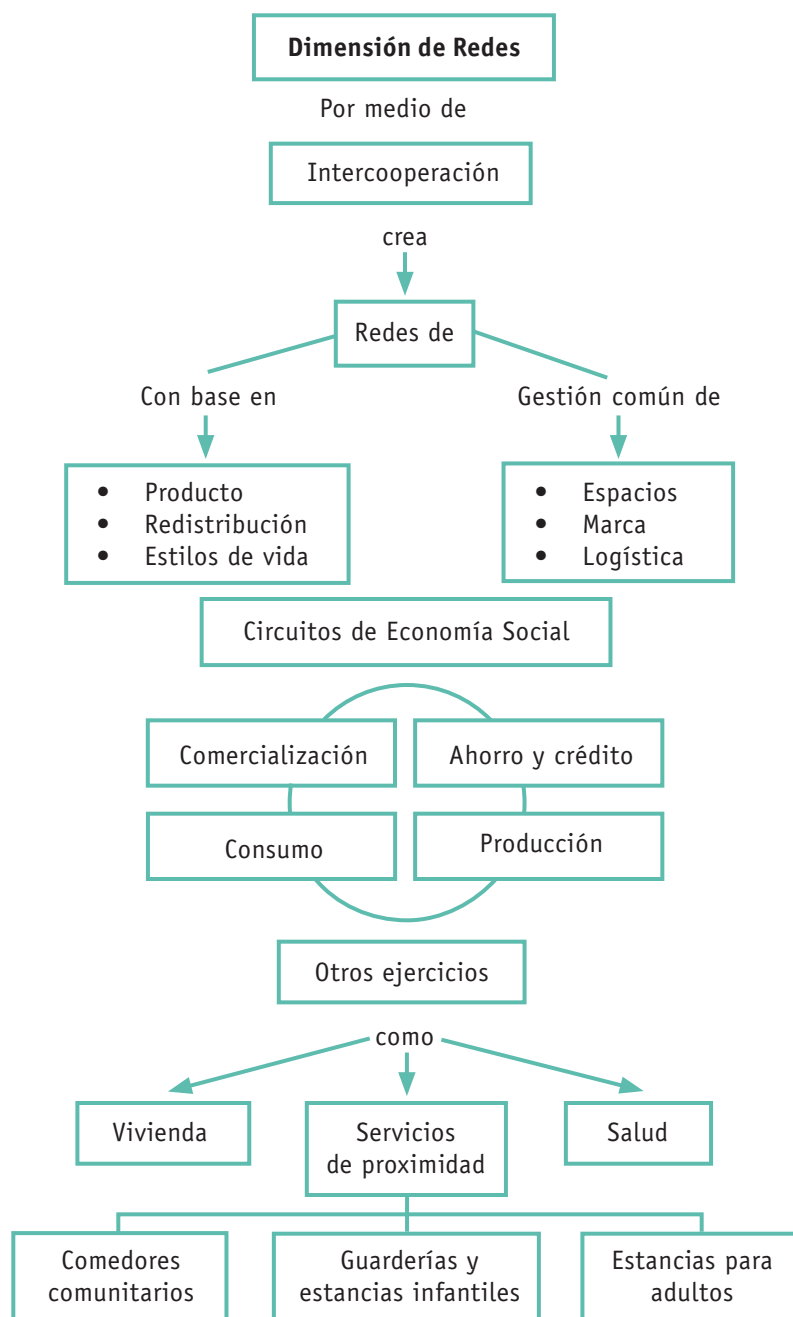 Dimensión de Redes
Por medio de
Intercooperación
crea
Redes de
Con base en
Gestión común de
• Producto
• Redistribución
• Estilos de vida
• Espacios
• Marca
• Logística
Circuitos de Economía Social
Comercialización
Ahorro y crédito
Consumo
Producción
Otros ejercicios
como
Vivienda
Servicios
de proximidad
Salud
Comedores
comunitarios
Guarderías y
estancias infantiles
Estancias para
adultos